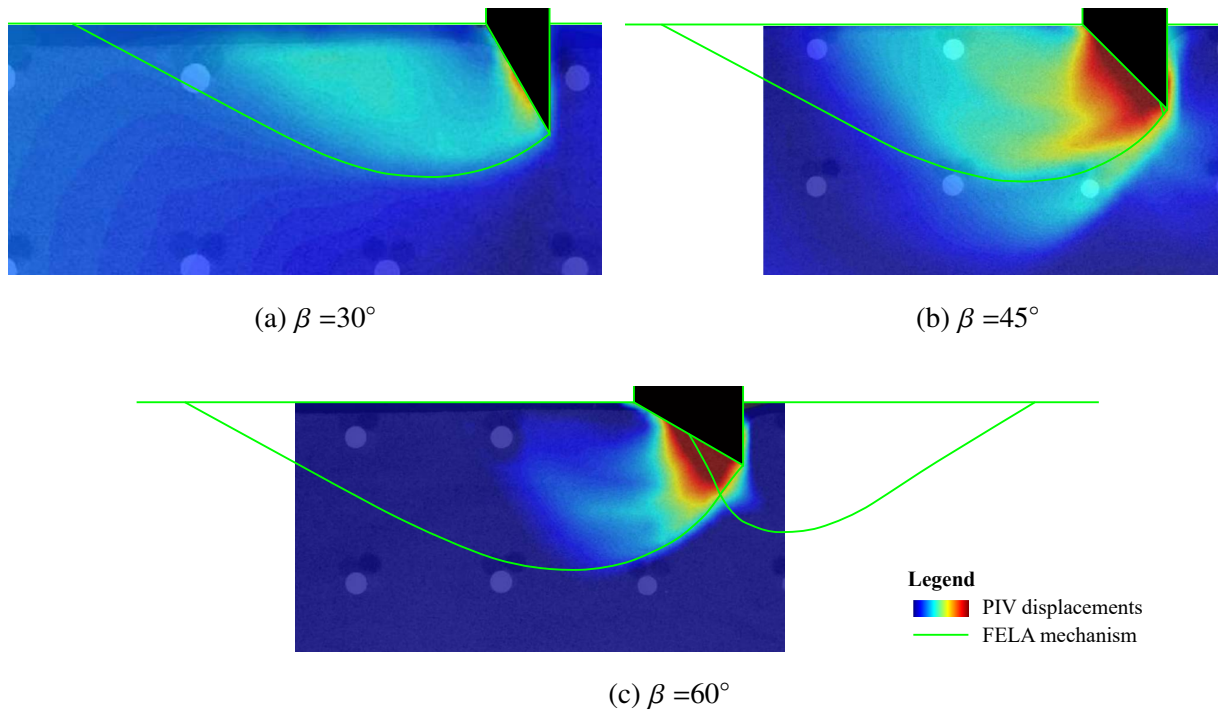 (a) β =30°
(b) β =45°
Legend
PIV displacements
FELA mechanism
(c) β =60°